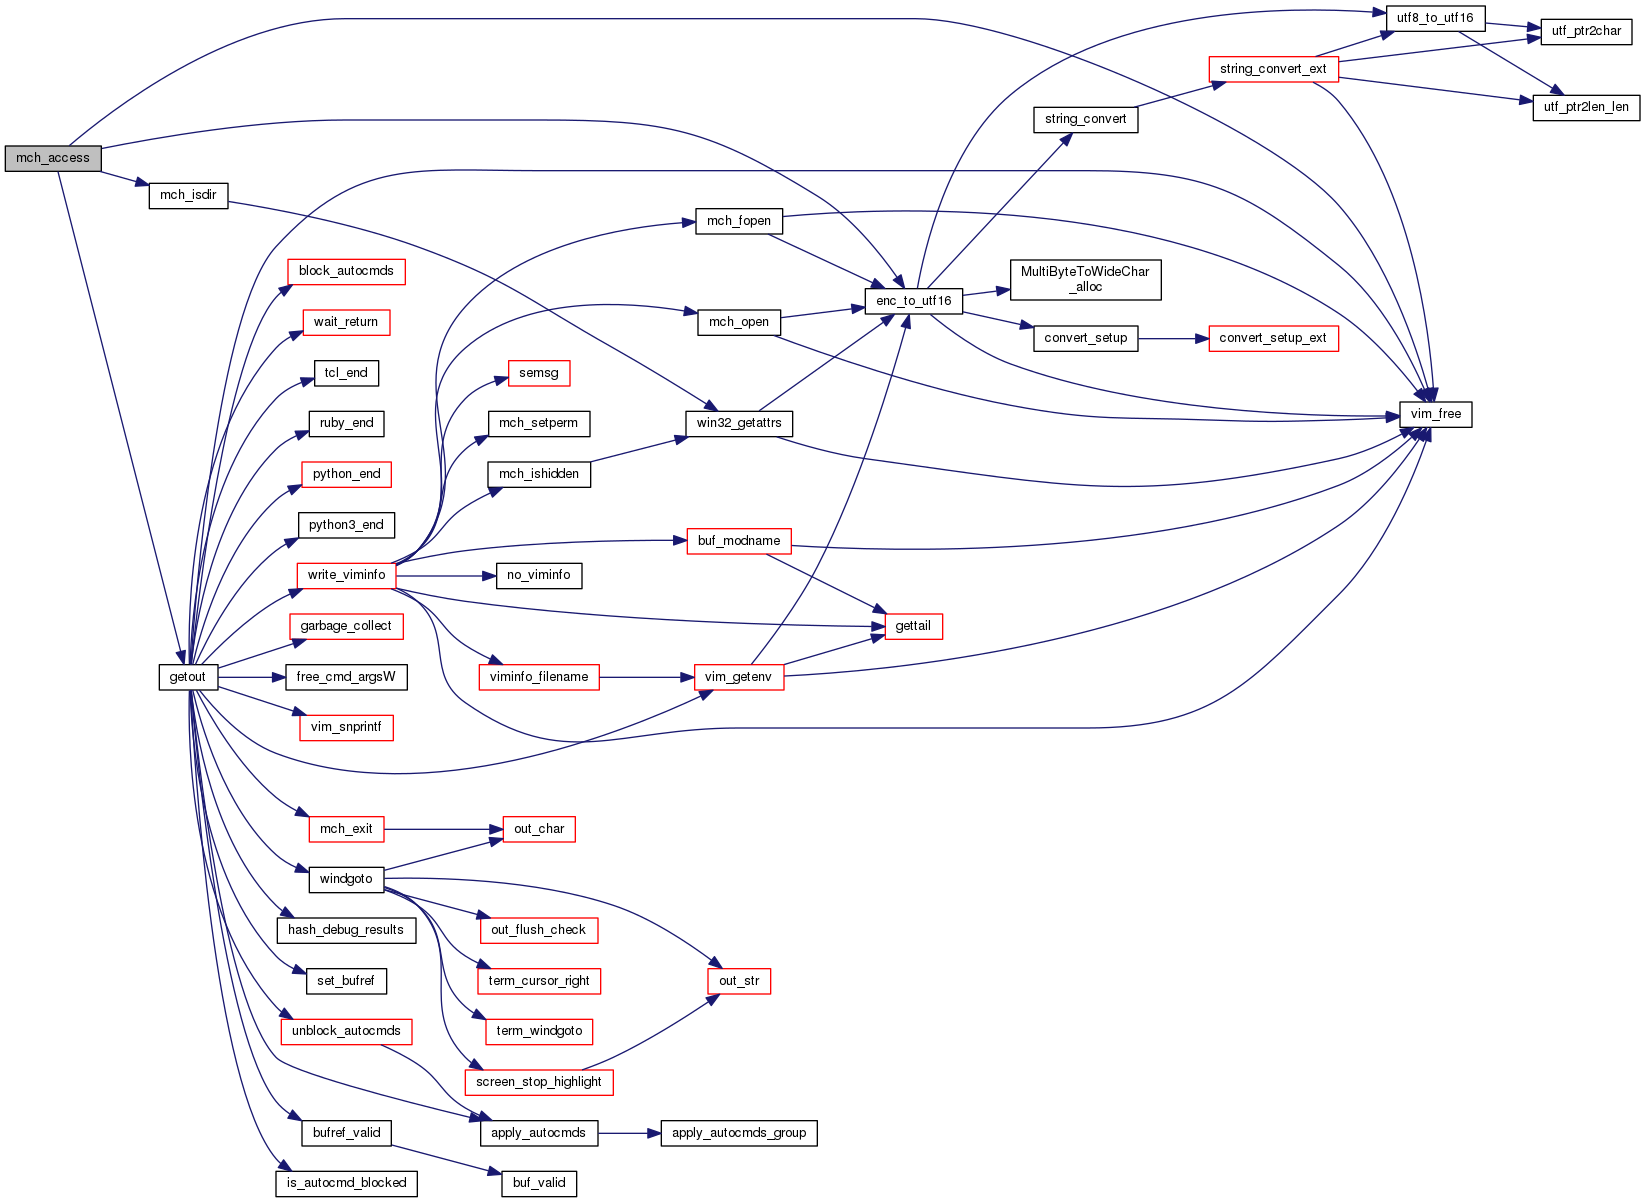 utf8_to_utf16
utf_ptr2char
string_convert_ext
utf_ptr2len_len
string_convert
mch_access
mch_isdir
mch_fopen
block_autocmds
MultiByteToWideChar
_alloc
enc_to_utf16
wait_return
mch_open
convert_setup
convert_setup_ext
tcl_end
semsg
ruby_end
mch_setperm
win32_getattrs
vim_free
python_end
mch_ishidden
python3_end
buf_modname
write_viminfo
no_viminfo
garbage_collect
gettail
getout
free_cmd_argsW
viminfo_filename
vim_getenv
vim_snprintf
mch_exit
out_char
windgoto
hash_debug_results
out_flush_check
set_bufref
term_cursor_right
out_str
unblock_autocmds
term_windgoto
screen_stop_highlight
bufref_valid
apply_autocmds
apply_autocmds_group
is_autocmd_blocked
buf_valid